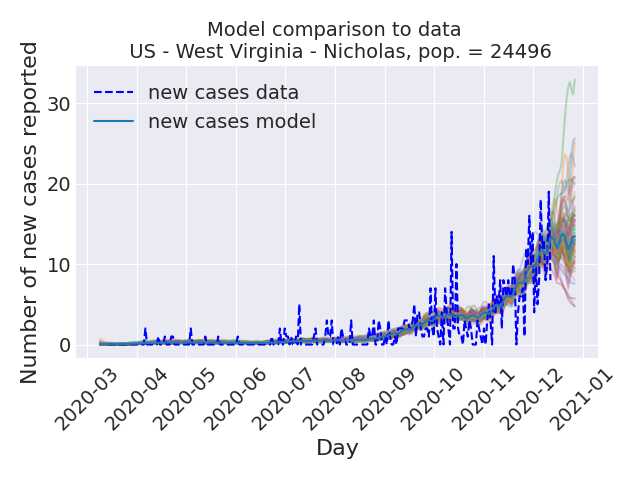 Model comparison to data
US - West Virginia - Nicholas, pop. = 24496
Number of new cases reported
30
20
10
0
new cases data
new cases model
2020-03
2020-04
2020-05
2020-06
2020-07
2020-08
2020-09
2020-10
2020-11
2020-12
2021-01
Day